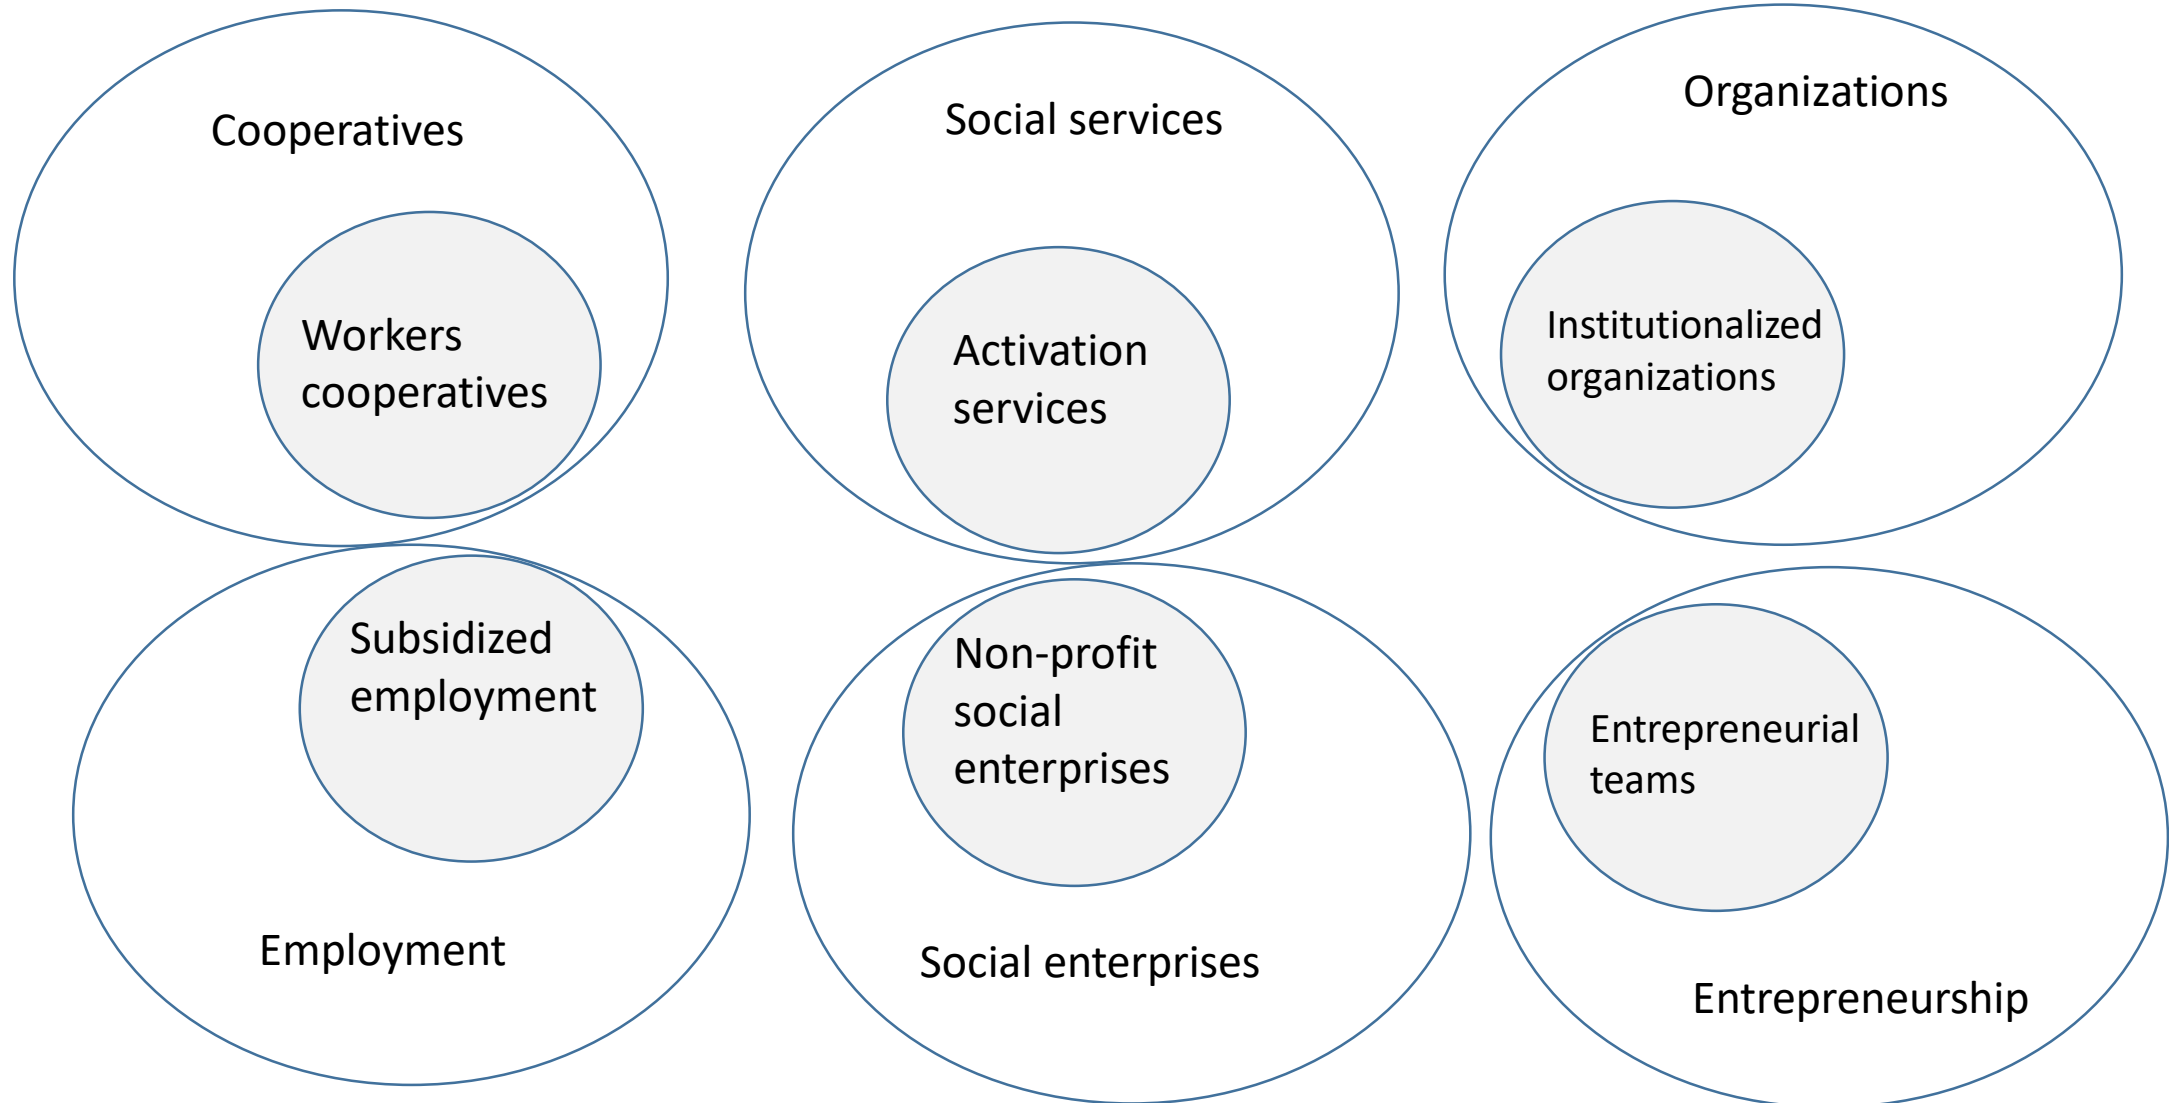 Cooperatives
Workers
cooperatives
Social services
Activation
services
Organizations
Institutionalized
organizations
Subsidized
employment
Employment
Non-profit
social
enterprises
Social enterprises
Entrepreneurial
teams
Entrepreneurship